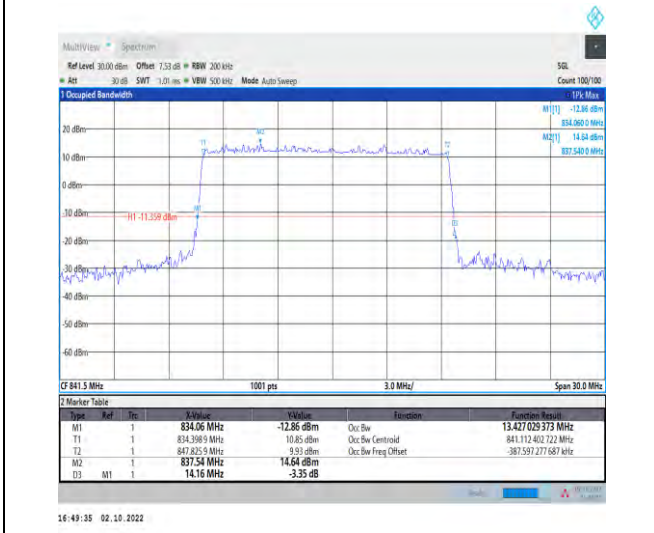 MultiView Spectrum
Ref Level 30.00 dBm Offset 7.53 dB RBW 200 kHz SGL
Att 30 dB SWT 1.01 ms VBW 500 kHz Mode Auto Sweep Count 100/100
1 Occupied Bandwidth 1Pk Max
M1[1] -12.86 dBm
834.060 0 MHz
M2[1] 14.64 dBm
837.540 0 MHz
20 dBm
M2
T1
T2
10 dBm
0 dBm
M1
-10 dBm
H1 -11.359 dBm
D3
-20 dBm
-30 dBm
-40 dBm
-50 dBm
-60 dBm
CF 841.5 MHz 1001 pts 3.0 MHz/ Span 30.0 MHz
2 Marker Table
Type Ref Trc X-Value Y-Value Function Function Result
M1 1 834.06 MHz -12.86 dBm Occ Bw 13.427 029 373 MHz
T1 1 834.398 9 MHz 10.85 dBm Occ Bw Centroid 841.112 402 722 MHz
T2 1 847.825 9 MHz 9.93 dBm Occ Bw Freq Offset -387.597 277 687 kHz
M2 1 837.54 MHz 14.64 dBm
D3 M1 1 14.16 MHz -3.35 dB
16:49:35 02.10.2022